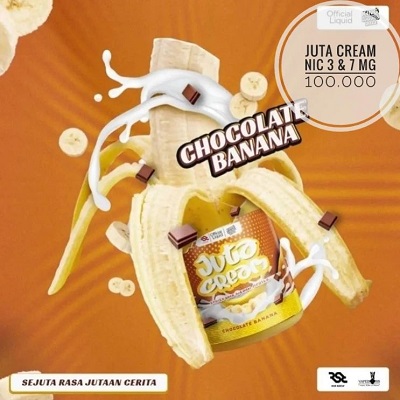 Official
Liquid
JUTA CREAM
NIC 3 & 7 MG
100.000
CHOCOLATE
BANANA
Juta
Cream
CHOCOLATE BANANA
SEJUTA RASA JUTAAN CERITA